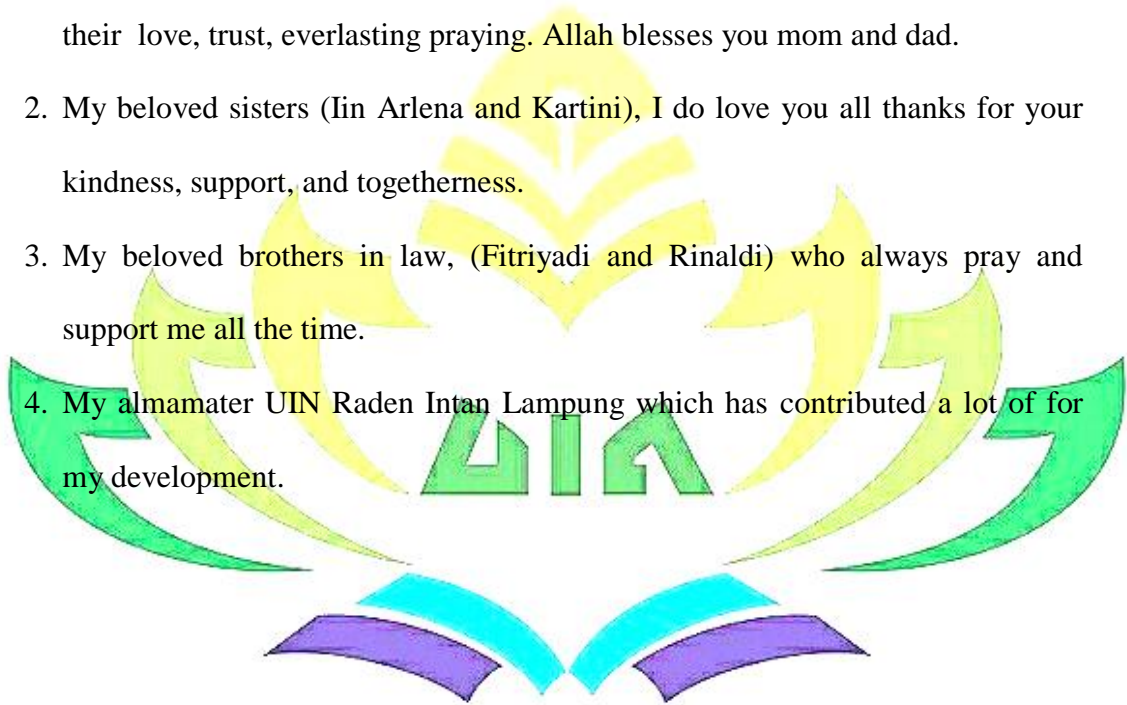 their love, trust, everlasting praying. Allah blesses you mom and dad.
2. My beloved sisters (Iin Arlena and Kartini), I do love you all thanks for your
kindness, support, and togetherness.
3. My beloved brothers in law, (Fitriyadi and Rinaldi) who always pray and
support me all the time.
4. My almamater UIN Raden Intan Lampung which has contributed a lot of for
my development.
UIN